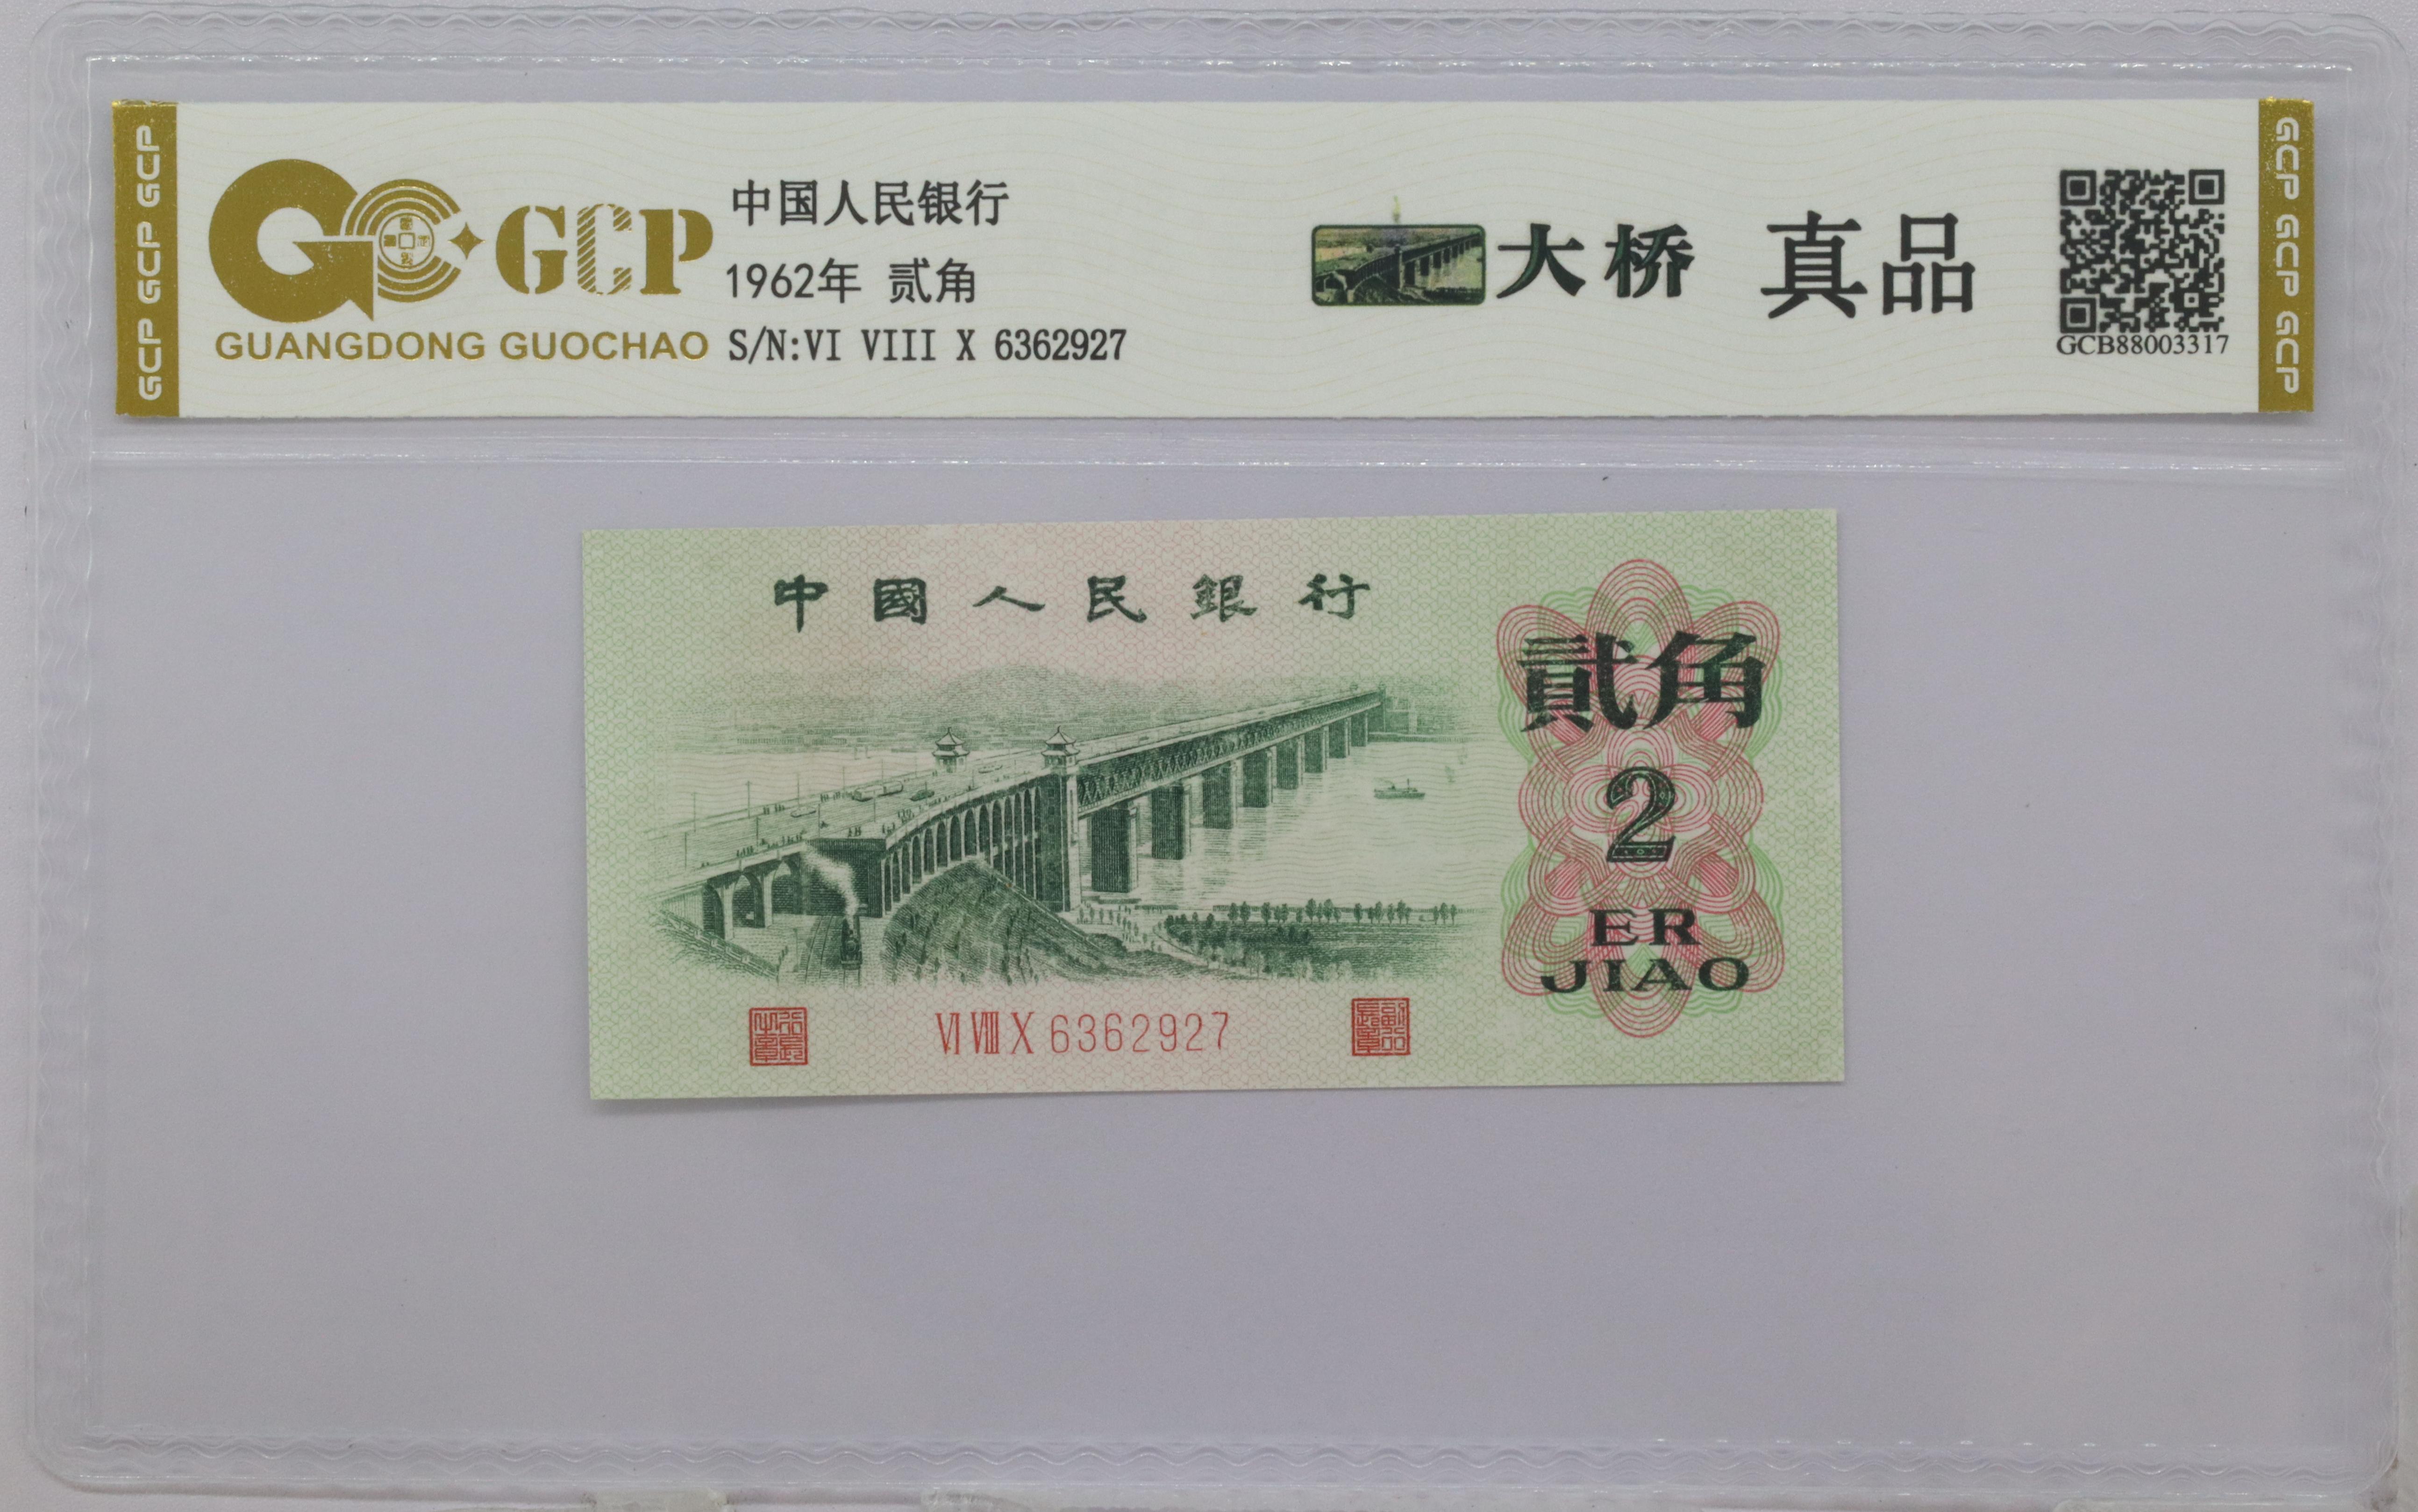 GCP GCP GCP
GCP
GUANGDONG GUOCHAO
中国人民银行
1962年 贰角
S/N:VI VIII X 6362927
大桥 真品
GCB88003317
GCP GCP GCP
中國人民銀行
貳角
2
ER
JIAO
VI VIII X 6362927